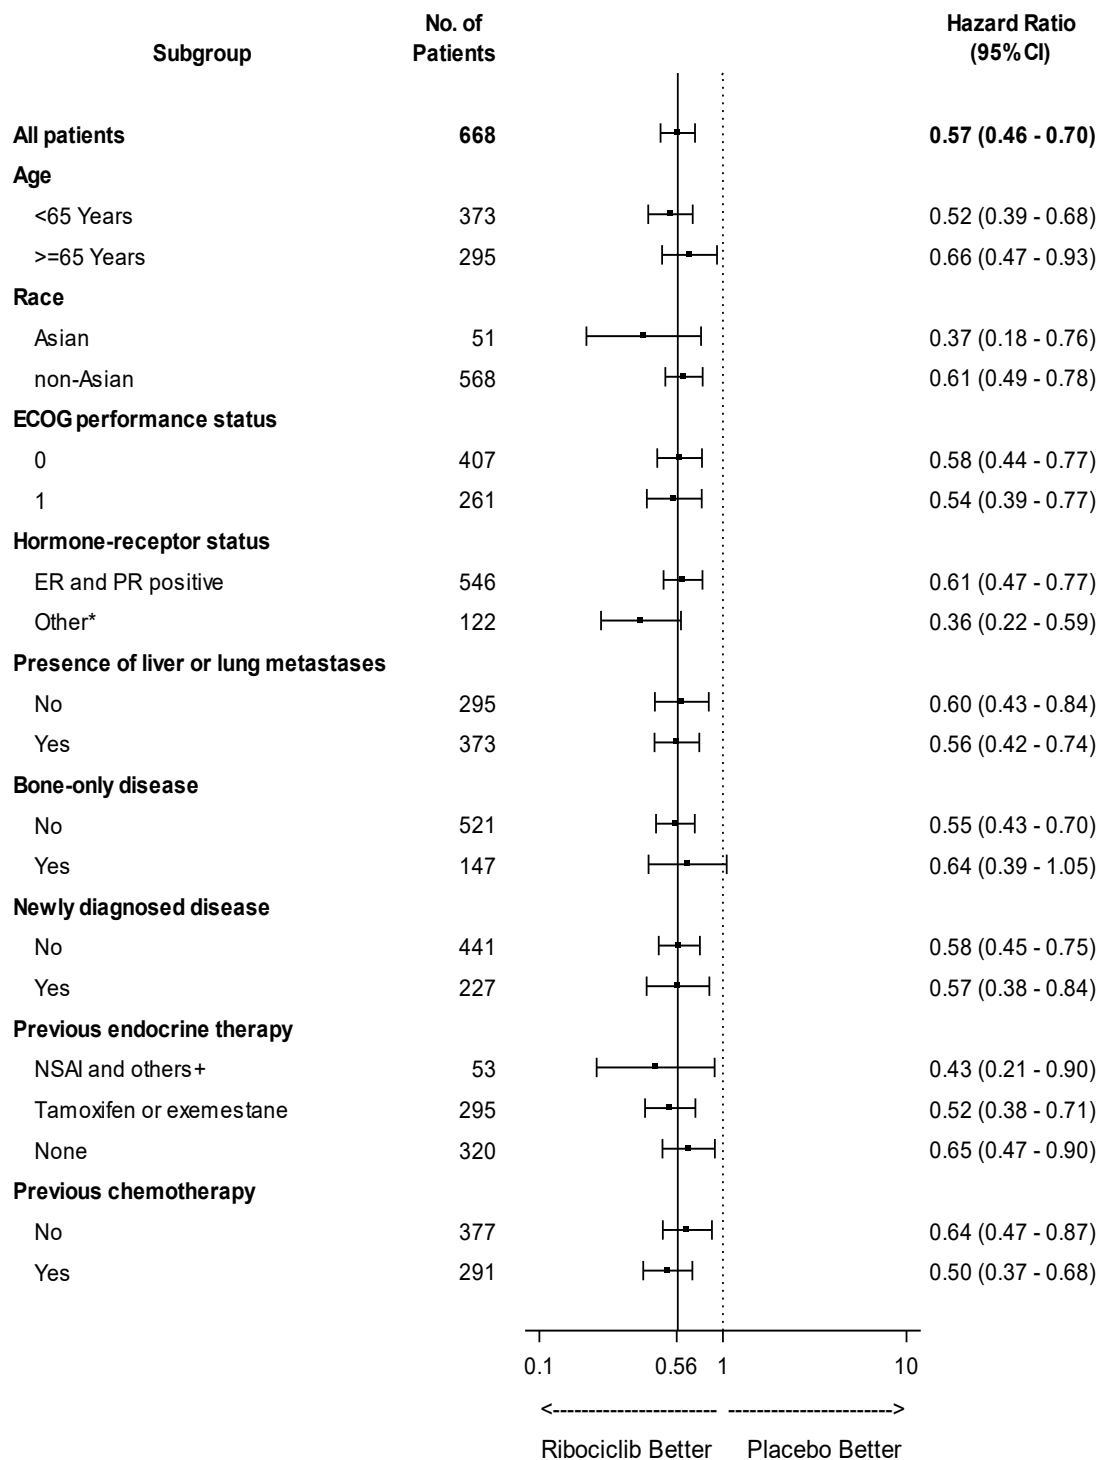 Subgroup No. of Patients Hazard Ratio (95%CI)
All patients 668 0.57 (0.46 - 0.70)
Age
<65 Years 373 0.52 (0.39 - 0.68)
>=65 Years 295 0.66 (0.47 - 0.93)
Race
Asian 51 0.37 (0.18 - 0.76)
non-Asian 568 0.61 (0.49 - 0.78)
ECOG performance status
0 407 0.58 (0.44 - 0.77)
1 261 0.54 (0.39 - 0.77)
Hormone-receptor status
ER and PR positive 546 0.61 (0.47 - 0.77)
Other* 122 0.36 (0.22 - 0.59)
Presence of liver or lung metastases
No 295 0.60 (0.43 - 0.84)
Yes 373 0.56 (0.42 - 0.74)
Bone-only disease
No 521 0.55 (0.43 - 0.70)
Yes 147 0.64 (0.39 - 1.05)
Newly diagnosed disease
No 441 0.58 (0.45 - 0.75)
Yes 227 0.57 (0.38 - 0.84)
Previous endocrine therapy
NSAI and others+ 53 0.43 (0.21 - 0.90)
Tamoxifen or exemestane 295 0.52 (0.38 - 0.71)
None 320 0.65 (0.47 - 0.90)
Previous chemotherapy
No 377 0.64 (0.47 - 0.87)
Yes 291 0.50 (0.37 - 0.68)
0.1 0.56 1 10
Ribociclib Better Placebo Better